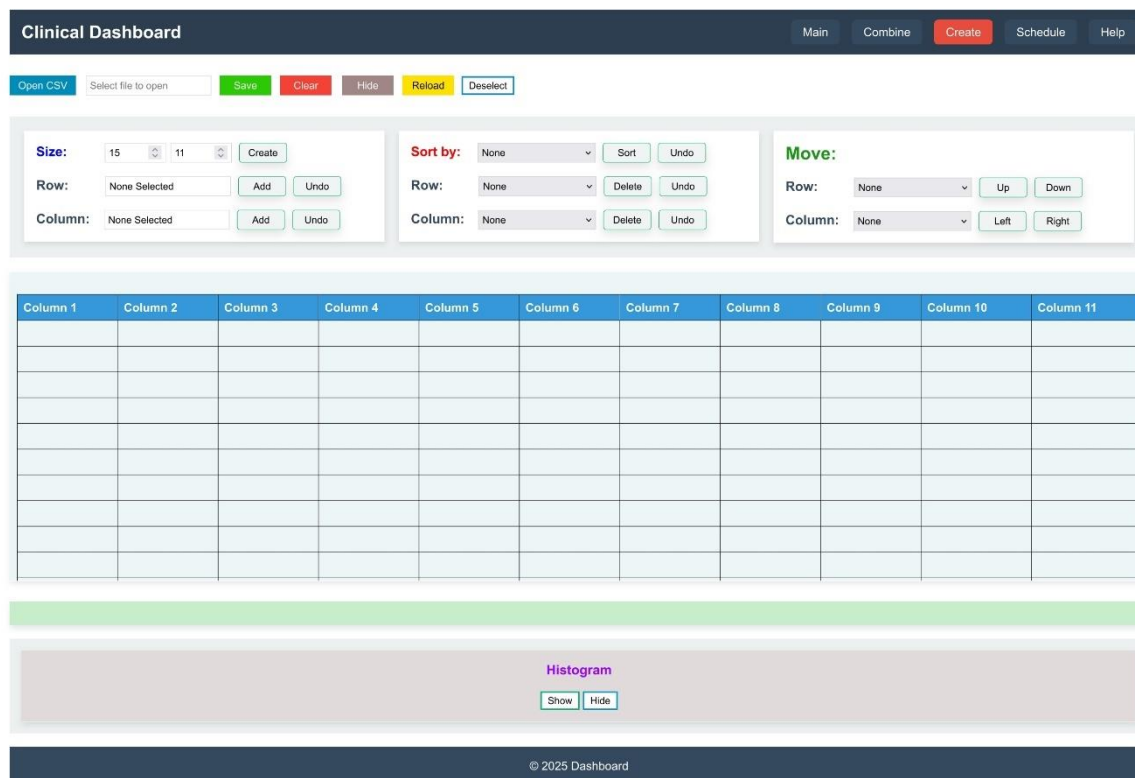 Clinical Dashboard Main Combine Create Schedule Help
Open CSV Select file to open Save Clear Hide Reload Deselect
Size: 15 11 Create
Row: None Selected Add Undo
Column: None Selected Add Undo
Sort by: None Sort Undo
Row: None Delete Undo
Column: None Delete Undo
Move:
Row: None Up Down
Column: None Left Right
Column 1 Column 2 Column 3 Column 4 Column 5 Column 6 Column 7 Column 8 Column 9 Column 10 Column 11
Histogram
Show Hide
© 2025 Dashboard